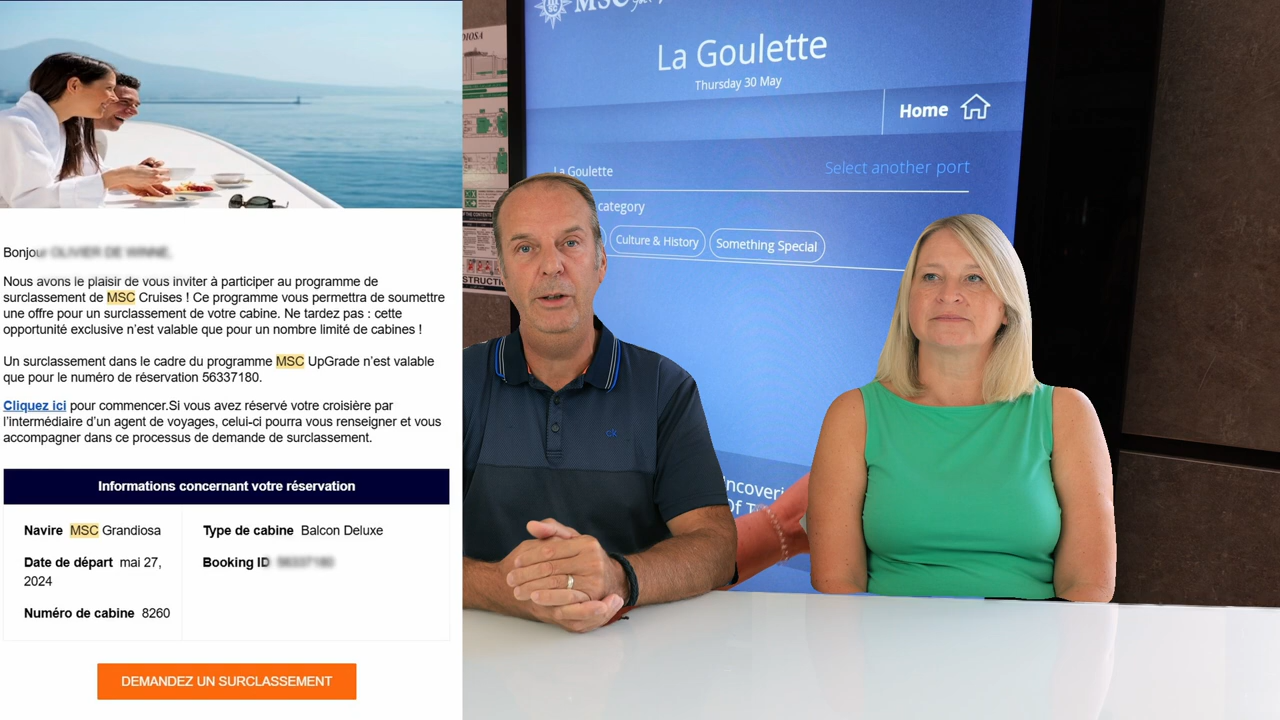 Bonjour
Nous avons le plaisir de vous inviter à participer au programme de
surclassement de MSC Cruises ! Ce programme vous permettra de soumettre
une offre pour un surclassement de votre cabine. Ne tardez pas : cette
opportunité exclusive n’est valable que pour un nombre limité de cabines !
Un surclassement dans le cadre du programme MSC UpGrade n’est valable
que pour le numéro de réservation 56337180.
Cliquez ici pour commencer.Si vous avez réservé votre croisière par
l’intermédiaire d’un agent de voyages, celui-ci pourra vous renseigner et vous
accompagner dans ce processus de demande de surclassement.
Informations concernant votre réservation
Navire MSC Grandiosa
Type de cabine Balcon Deluxe
Date de départ mai 27,
2024
Booking ID
Numéro de cabine 8260
DEMANDEZ UN SURCLASSEMENT
MSC
La Goulette
Thursday 30 May
Home
La Goulette
Select another port
category
Culture & History
Something Special
ck